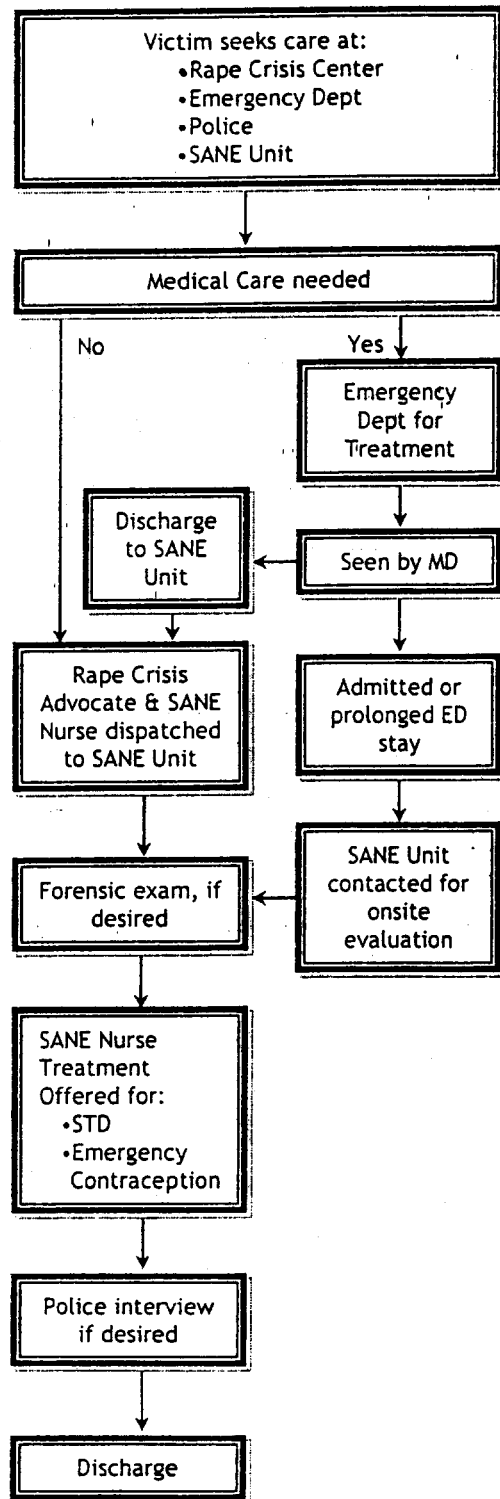 Victim seeks care at:
•Rape Crisis Center
•Emergency Dept
•Police
•SANE Unit
Medical Care needed
No
Yes
Emergency
Dept for
Treatment
Discharge
to SANE
Unit
Seen by MD
Rape Crisis
Advocate & SANE
Nurse dispatched
to SANE Unit
Admitted or
prolonged ED
stay
SANE Unit
contacted for
onsite
evaluation
Forensic exam, if
desired
SANE Nurse
Treatment
Offered for:
•STD
•Emergency
Contraception
Police interview
if desired
Discharge